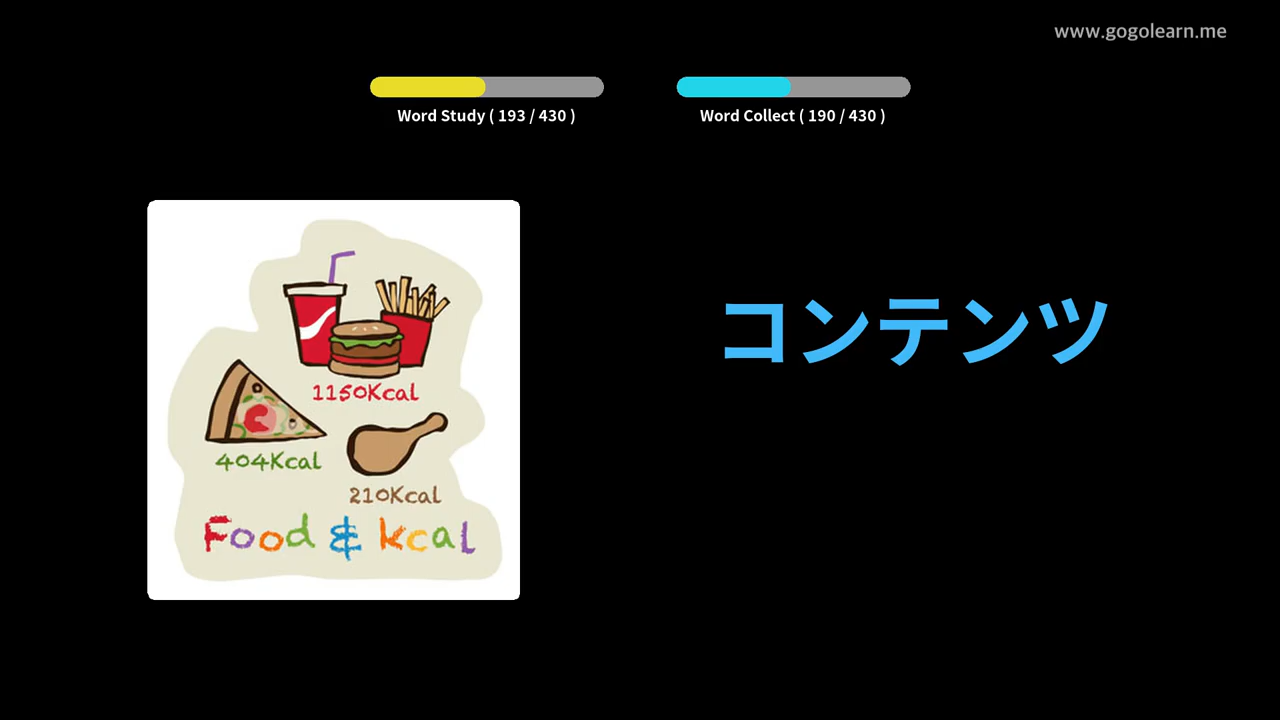 www.gogolearn.me
Word Study ( 193 / 430 )
Word Collect ( 190 / 430 )
コンテンツ
1150Kcal
404Kcal
210Kcal
Food & kcal